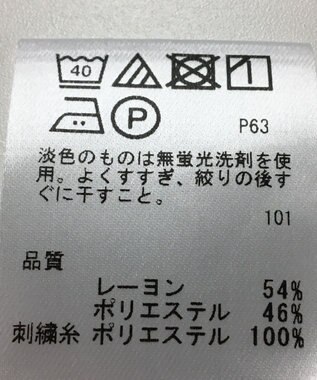 40
P P63
淡色のものは無蛍光洗剤を使
用。よくすすぎ、絞りの後す
ぐに干すこと。
101
品質
レーヨン 54%
ポリエステル 46%
刺繍糸 ポリエステル 100%